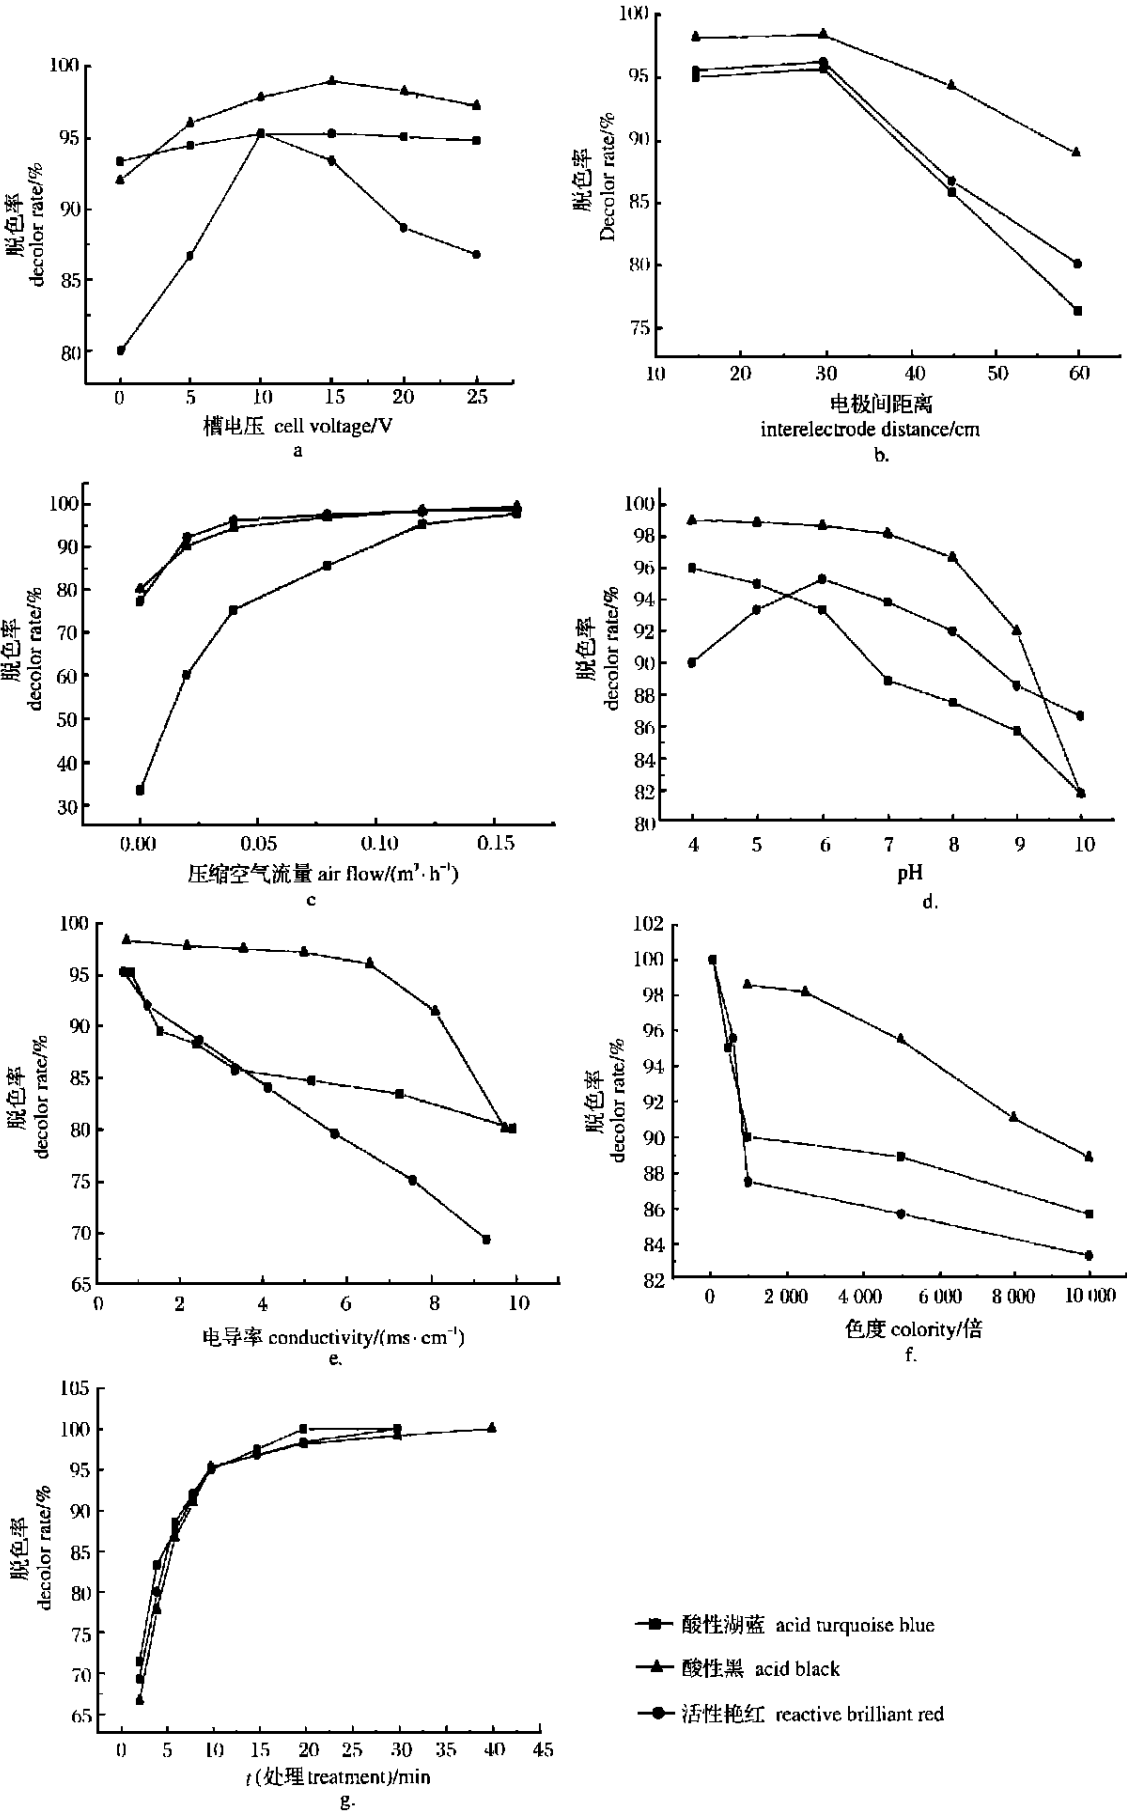 100
95
90
85
80
脱色率
decolor rate/%
0 5 10 15 20 25
槽电压 cell voltage/V
a
100
95
90
85
80
75
脱色率
Decolor rate/%
10 20 30 40 50 60
电极间距离
interelectrode distance/cm
b.
100
90
80
70
60
50
40
30
脱色率
decolor rate/%
0.00 0.05 0.10 0.15
压缩空气流量 air flow/(m³·h⁻¹)
c
100
98
96
94
92
90
88
86
84
82
80
脱色率
decolor rate/%
4 5 6 7 8 9 10
pH
d.
100
95
90
85
80
75
70
65
脱色率
decolor rate/%
0 2 4 6 8 10
电导率 conductivity/(ms·cm⁻¹)
e.
102
100
98
96
94
92
90
88
86
84
82
脱色率
decolor rate/%
0 2 000 4 000 6 000 8 000 10 000
色度 colority/倍
f.
105
100
95
90
85
80
75
70
65
脱色率
decolor rate/%
0 5 10 15 20 25 30 35 40 45
t(处理treatment)/min
g.
酸性湖蓝 acid turquoise blue
酸性黑 acid black
活性艳红 reactive brilliant red